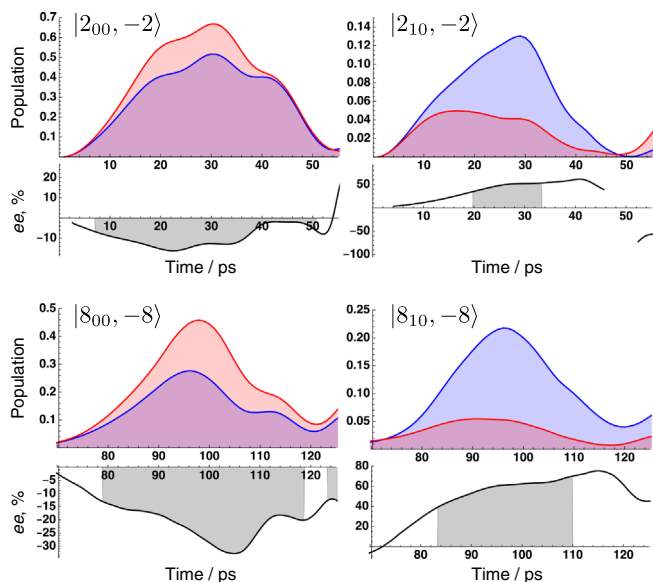 |2₀₀, −2⟩
|2₁₀, −2⟩
Population
0.7
0.6
0.5
0.4
0.3
0.2
0.1
10 20 30 40 50
0.14
0.12
0.10
0.08
0.06
0.04
0.02
10 20 30 40 50
ee, %
20
10
−10
10 20 30 40 50
50
−50
−100
10 20 30 40 50
Time / ps
Time / ps
|8₀₀, −8⟩
|8₁₀, −8⟩
Population
0.5
0.4
0.3
0.2
0.1
80 90 100 110 120
0.25
0.20
0.15
0.10
0.05
80 90 100 110 120
ee, %
80 90 100 110 120
−5
−10
−15
−20
−25
−30
80
60
40
20
80 90 100 110 120
Time / ps
Time / ps